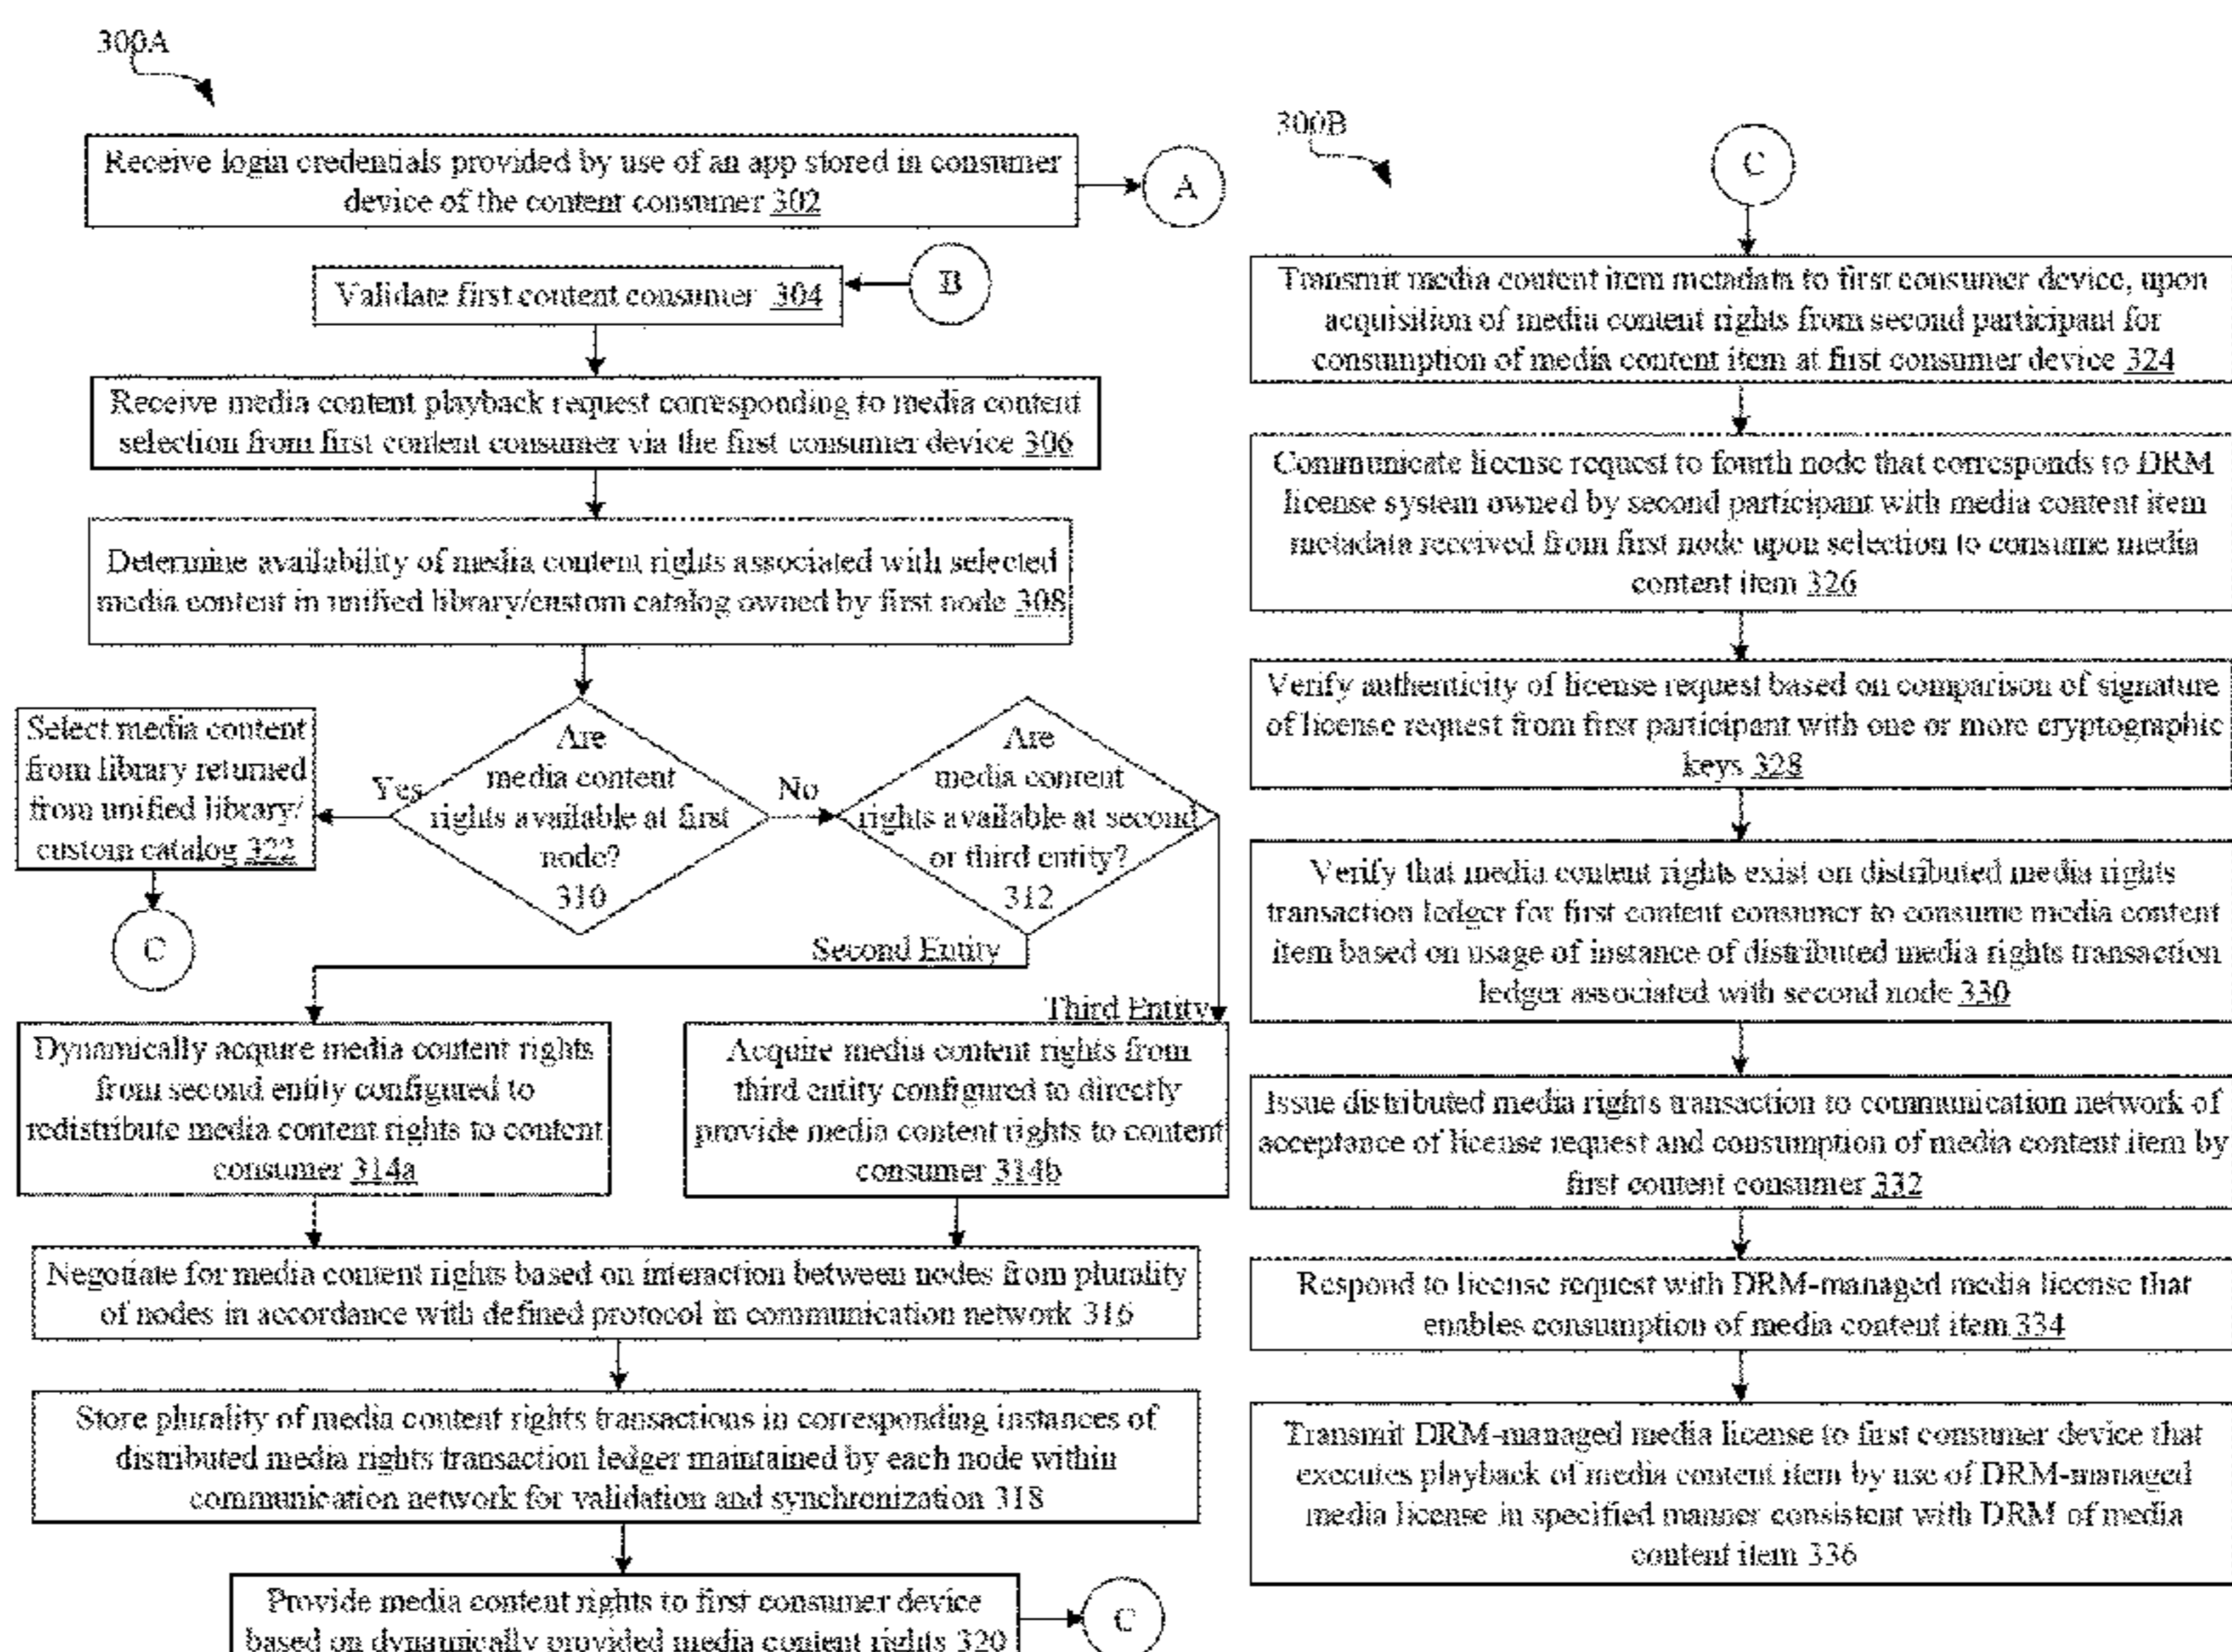 300A
Receive login credentials provided by use of an app stored in consumer
device of the content consumer 302
A
B
Validate first content consumer 304
Receive media content playback request corresponding to media content
selection from first content consumer via the first consumer device 306
Determine availability of media content rights associated with selected
media content in unified library/custom catalog owned by first node 308
Select media content
from library returned
from unified library/
custom catalog 322
Yes
Are
media content
rights available at first
node?
310
No
Are
media content
rights available at second
or third entity?
312
C
Second Entity
Third Entity
Dynamically acqure media content rights
from second entity configured to
redistribute media content rights to content
consumer 314a
Acquire media content rights from
third entity configured to directly
provide media content rights to content
consumer 314b
Negotiate for media content rights based on interaction between nodes from plurality
of nodes in accordance with defined protocol in communication network 316
Store plurality of media content rights transactions in corresponding instances of
distributed media rights transaction ledger maintained by each node within
communication network for validation and synchronization 318
Provide media content rights to first consumer device
based on dynamically provided media content rights 320
C
300B
C
Transmit media content item metadata to first consumer device, upon
acquisition of media content rights from second participant for
consumption of media content item at first consumer device 324
Communicate license request to fourth node that corresponds to DRM
license system owned by second participant with media content item
metadata received from first node upon selection to consume media
content item 326
Verify authenticity of license request based on comparison of signature
of license request from first participant with one or more cryptographic
keys 328
Verify that media content rights exist on distributed media rights
transaction ledger for first content consumer to consume media content
item based on usage of instance of distributed media rights transaction
ledger associated with second node 330
Issue distributed media rights transaction to communication network of
acceptance of license request and consumption of media content item by
first content consumer 332
Respond to license request with DRM-managed media license that
enables consumption of media content item 334
Transmit DRM-managed media license to first consumer device that
executes playback of media content item by use of DRM-managed
media license in specified manner consistent with DRM of media
content item 336